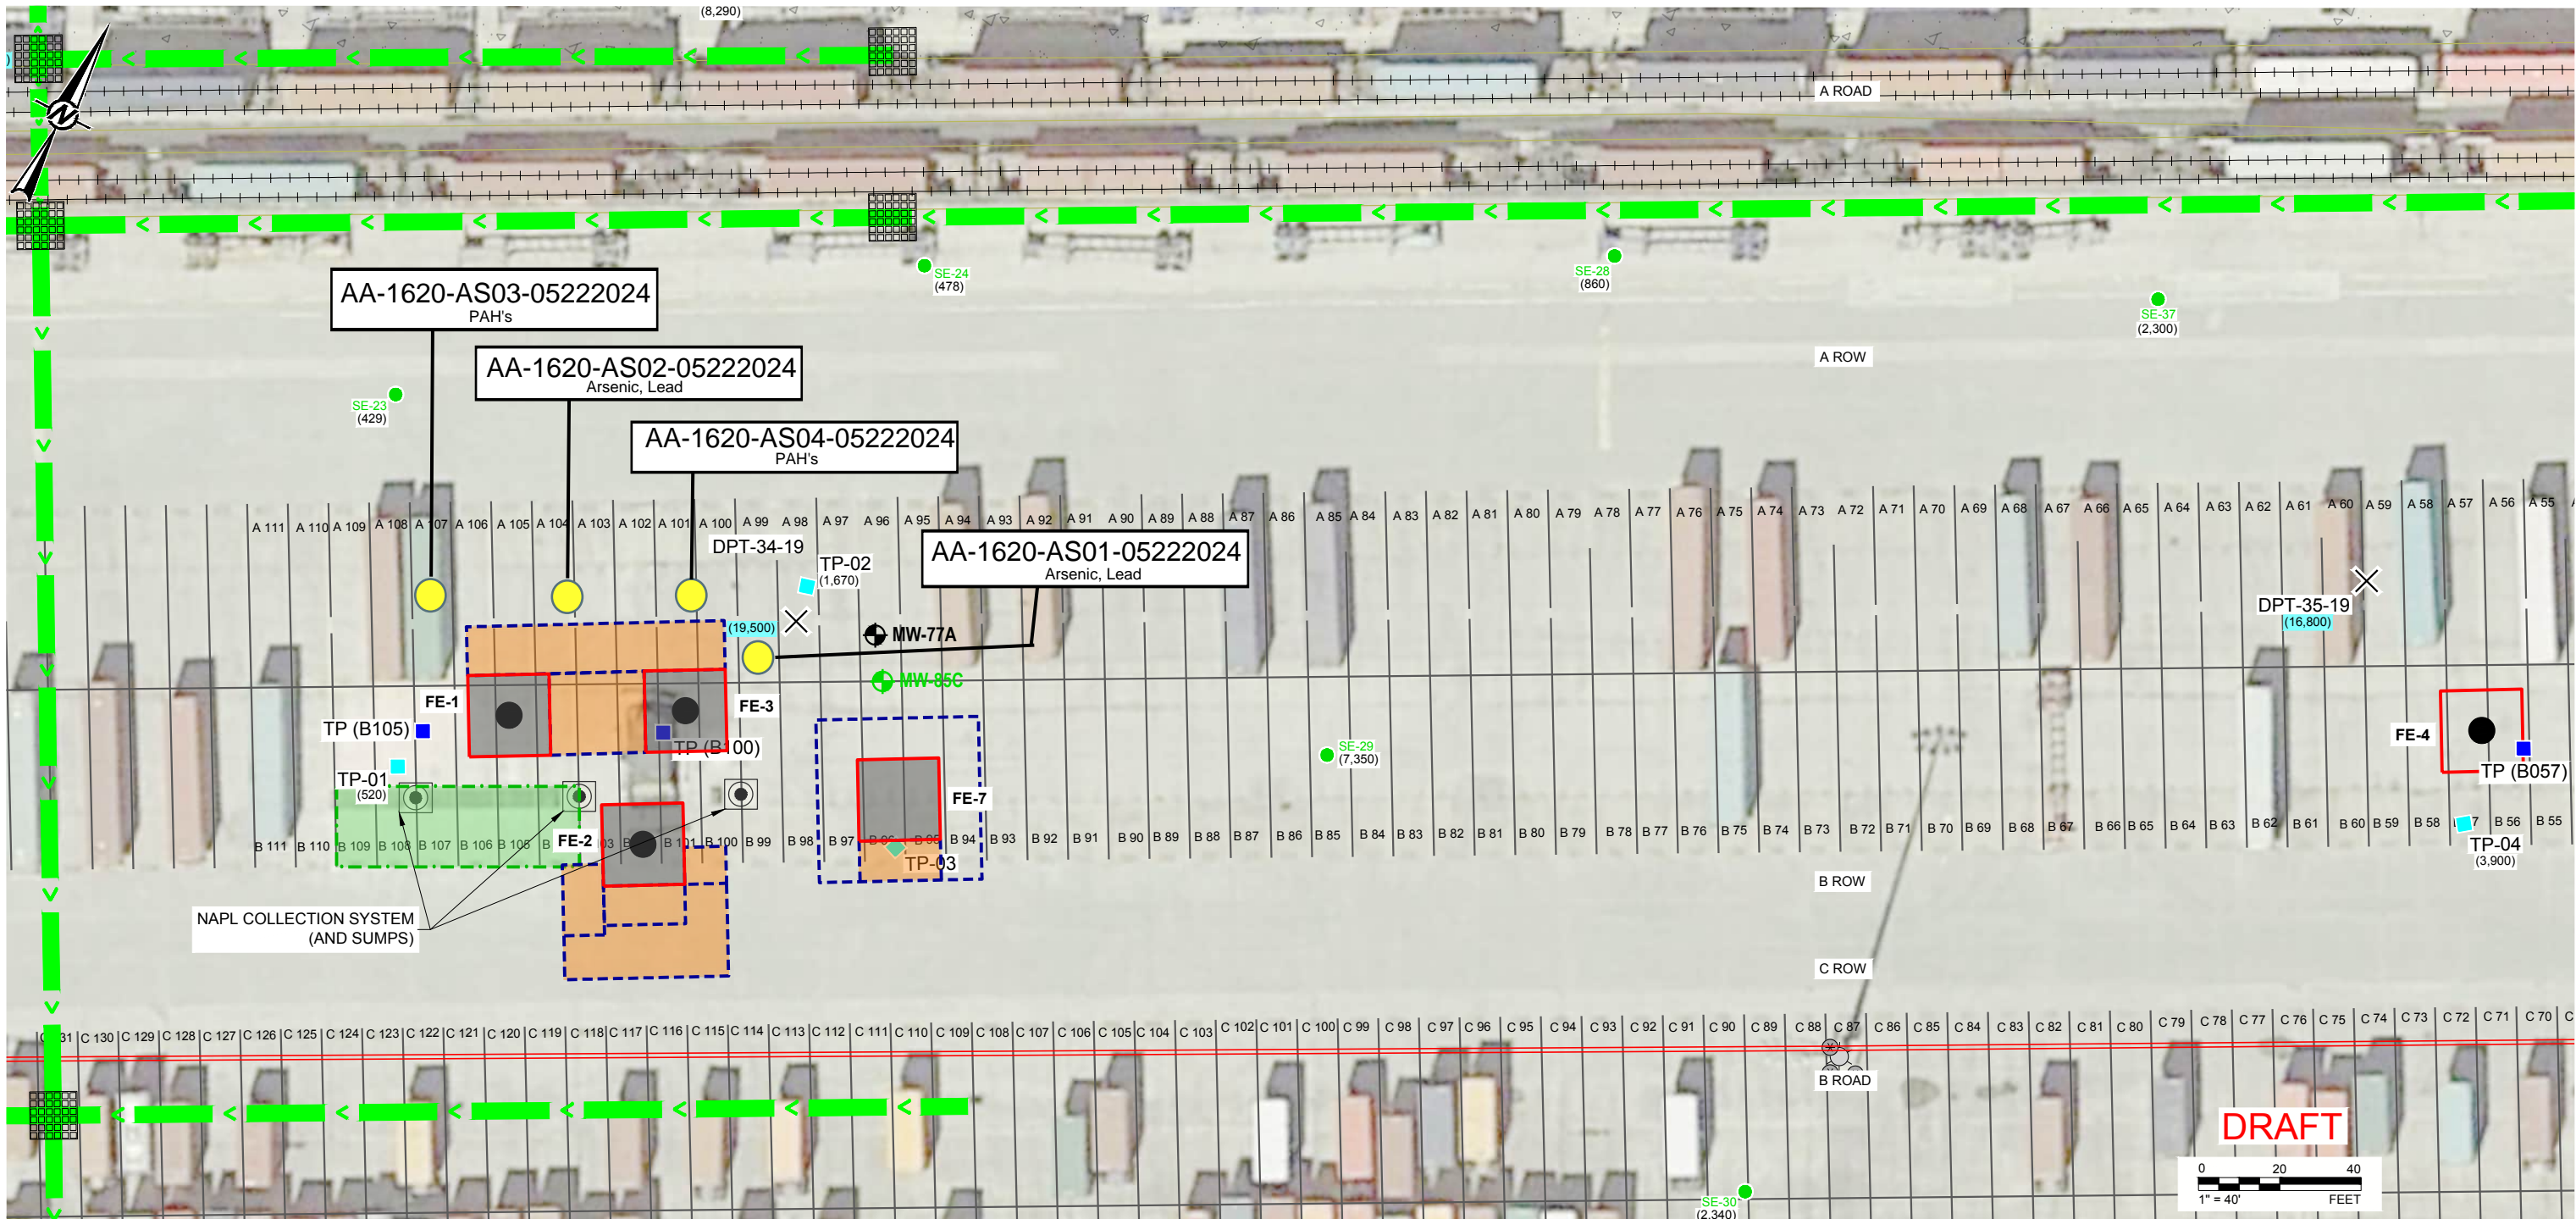 (8,290)
N
A ROAD
AA-1620-AS03-05222024
PAH's
SE-24
(478)
SE-28
(860)
SE-37
(2,300)
AA-1620-AS02-05222024
Arsenic, Lead
A ROW
SE-23
(429)
AA-1620-AS04-05222024
PAH's
A 111 A 110 A 109 A 108 A 107 A 106 A 105 A 104 A 103 A 102 A 101 A 100 A 99 A 98 A 97 A 96 A 95 A 94 A 93 A 92 A 91 A 90 A 89 A 88 A 87 A 86 A 85 A 84 A 83 A 82 A 81 A 80 A 79 A 78 A 77 A 76 A 75 A 74 A 73 A 72 A 71 A 70 A 69 A 68 A 67 A 66 A 65 A 64 A 63 A 62 A 61 A 60 A 59 A 58 A 57 A 56 A 55
DPT-34-19
TP-02
(1,670)
AA-1620-AS01-05222024
Arsenic, Lead
DPT-35-19
(16,800)
(19,500)
MW-77A
MW-85C
FE-1
FE-3
TP (B105)
TP (B100)
FE-4
TP (B057)
SE-29
(7,350)
TP-01
(520)
FE-7
FE-2
B 111 B 110 B 109 B 108 B 107 B 106 B 105 B 103 B 101 B 100 B 99 B 98 B 97 B 96 B 95 B 94 B 93 B 92 B 91 B 90 B 89 B 88 B 87 B 86 B 85 B 84 B 83 B 82 B 81 B 80 B 79 B 78 B 77 B 76 B 75 B 74 B 73 B 72 B 71 B 70 B 69 B 68 B 67 B 66 B 65 B 64 B 63 B 62 B 61 B 60 B 59 B 58 B 57 B 56 B 55
TP-03
TP-04
(3,900)
B ROW
NAPL COLLECTION SYSTEM
(AND SUMPS)
C ROW
C 131 C 130 C 129 C 128 C 127 C 126 C 125 C 124 C 123 C 122 C 121 C 120 C 119 C 118 C 117 C 116 C 115 C 114 C 113 C 112 C 111 C 110 C 109 C 108 C 107 C 106 C 105 C 104 C 103 C 102 C 101 C 100 C 99 C 98 C 97 C 96 C 95 C 94 C 93 C 92 C 91 C 90 C 89 C 88 C 87 C 86 C 85 C 84 C 83 C 82 C 81 C 80 C 79 C 78 C 77 C 76 C 75 C 74 C 73 C 72 C 71 C 70 C
B ROAD
DRAFT
0 20 40
1" = 40' FEET
SE-30
(2,340)